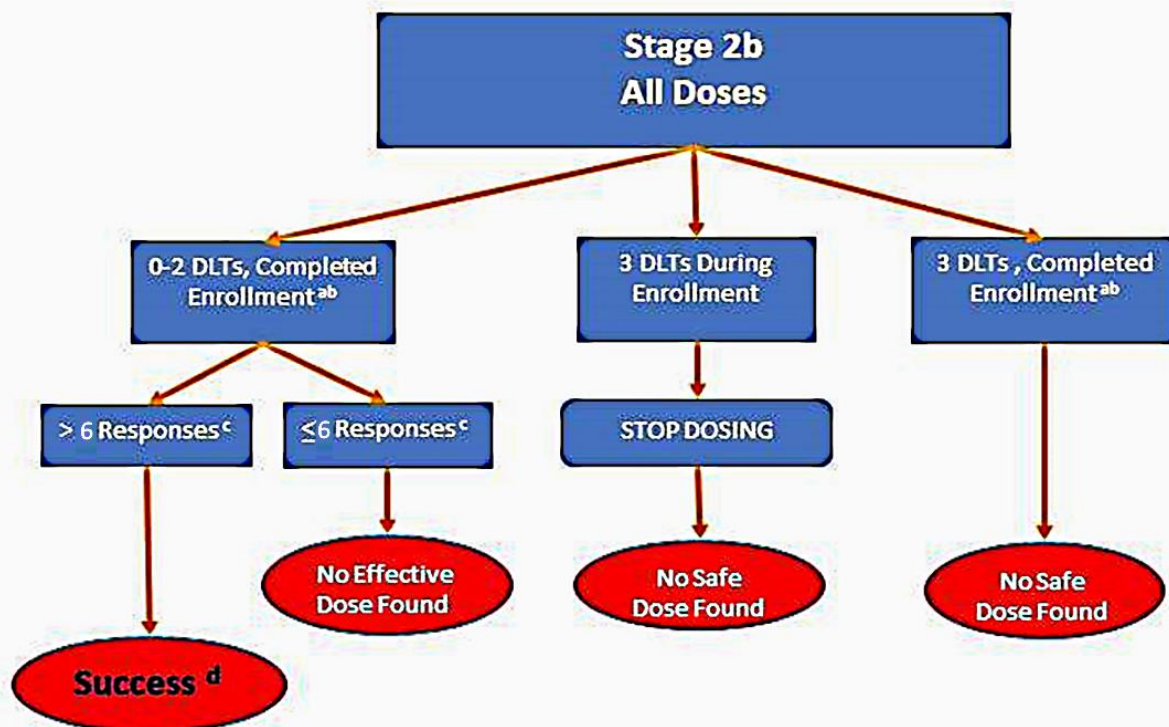 Stage 2b
All Doses
0-2 DLTs, Completed
Enrollment ab
3 DLTs During
Enrollment
3 DLTs , Completed
Enrollment ab
> 6 Responses c
≤6 Responses c
STOP DOSING
No Effective
Dose Found
No Safe
Dose Found
No Safe
Dose Found
Success d